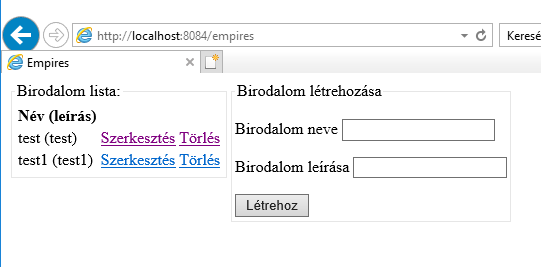 http://localhost:8084/empires
Keresé
Empires
Birodalom lista:
Név (leírás)
test (test) Szerkesztés Törlés
test1 (test1) Szerkesztés Törlés
Birodalom létrehozása
Birodalom neve
Birodalom leírása
Létrehoz